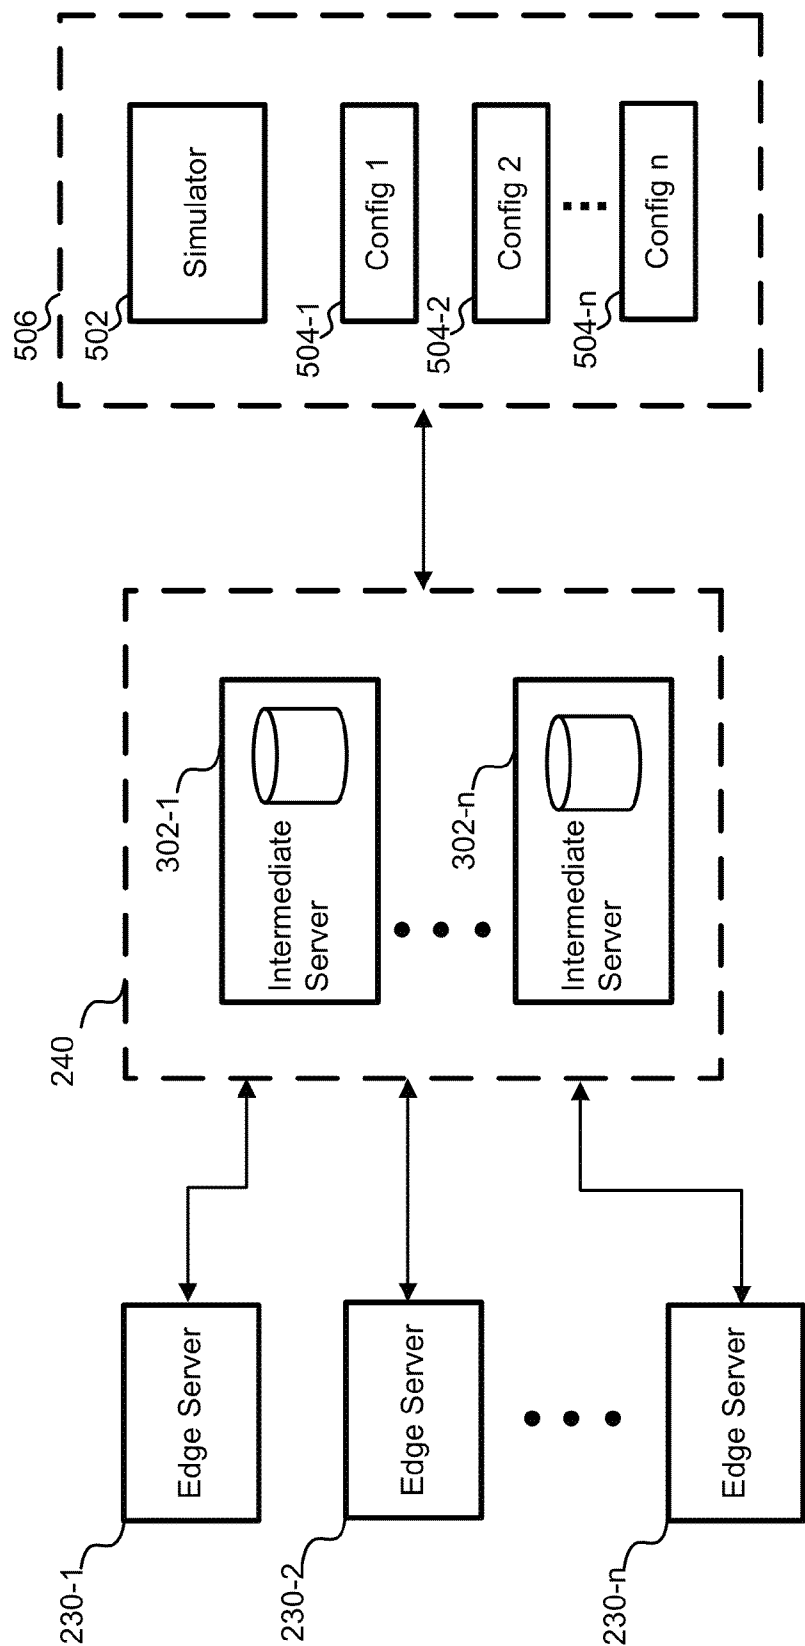 230-1
Edge Server
230-2
Edge Server
230-n
Edge Server
240
302-1
Intermediate
Server
302-n
Intermediate
Server
506
502
Simulator
504-1
Config 1
504-2
Config 2
504-n
Config n